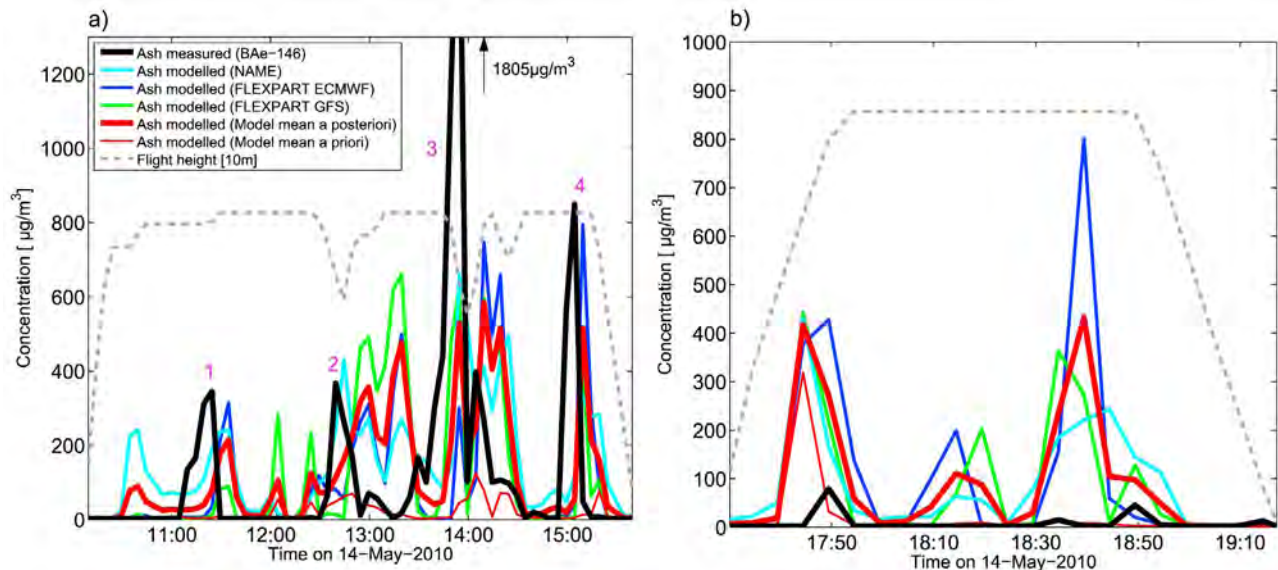 a)
Concentration [ μg/m³]
1200
1000
800
600
400
200
0
Ash measured (BAe−146)
Ash modelled (NAME)
Ash modelled (FLEXPART ECMWF)
Ash modelled (FLEXPART GFS)
Ash modelled (Model mean a posteriori)
Ash modelled (Model mean a priori)
Flight height [10m]
1805μg/m³
1
2
3
4
11:00 12:00 13:00 14:00 15:00
Time on 14−May−2010
b)
Concentration [ μg/m³]
1000
900
800
700
600
500
400
300
200
100
0
17:50 18:10 18:30 18:50 19:10
Time on 14−May−2010